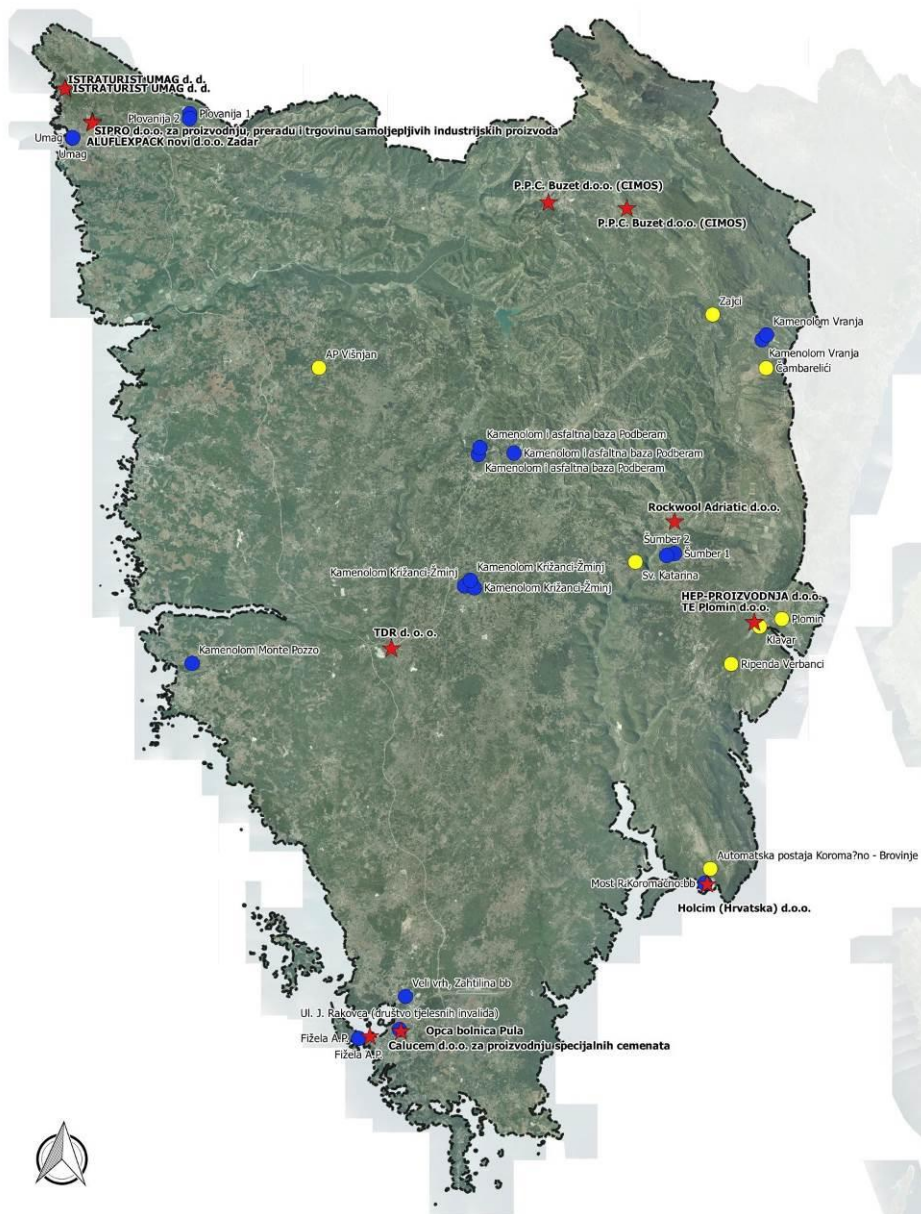 ISTRATURIST UMAG d. d.
ISTRATURIST UMAG d. d.
Plovanija 1
Plovanija 2
SIPRO d.o.o. za proizvodnju, preradu i trgovinu samoljepljivih industrijskih proizvoda
Umag
ALUFLEXPACK novi d.o.o. Zadar
Umag
P.P.C. Buzet d.o.o. (CIMOS)
P.P.C. Buzet d.o.o. (CIMOS)
Zajci
Kamenolom Vranja
AP Višnjan
Kamenolom Vranja
Čambarelići
Kamenolom i asfaltna baza Podberam
Kamenolom i asfaltna baza Podberam
Kamenolom i asfaltna baza Podberam
Rockwool Adriatic d.o.o.
Šumber 2
Šumber 1
Kamenolom Križanci-Žminj
Kamenolom Križanci-Žminj
Sv. Katarina
Kamenolom Križanci-Žminj
HEP-PROIZVODNJA d.o.o.
TE Plomin d.o.o.
Plomin
TDR d. o. o.
Klavar
Kamenolom Monte Pozzo
Ripenda Verbanci
Automatska postaja Koroma?no - Brovinje
Most R.Koromačno.bb
Holcim (Hrvatska) d.o.o.
Veli vrh, Zahtilina bb
Ul. J. Rakovca (društvo tjelesnih invalida)
Opca bolnica Pula
Fižela A.P.
Calucem d.o.o. za proizvodnju specijalnih cemenata
Fižela A.P.